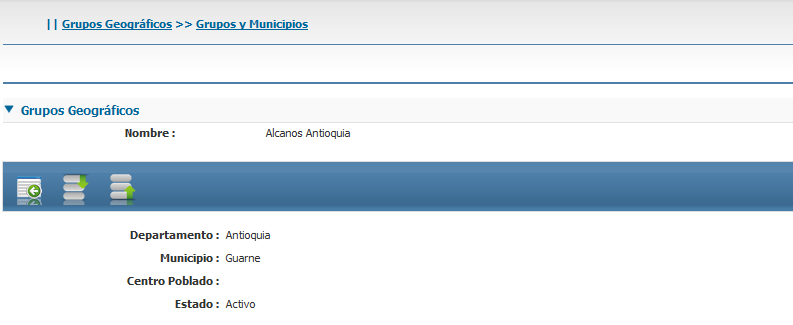 || Grupos Geográficos >> Grupos y Municipios
Grupos Geográficos
Nombre : Alcanos Antioquia
Departamento : Antioquia
Municipio : Guarne
Centro Poblado :
Estado : Activo